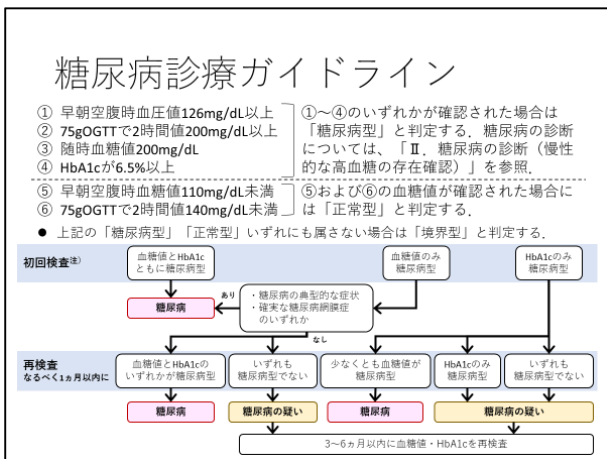 糖尿病診療ガイドライン
① 早朝空腹時血圧値126mg/dL以上
② 75gOGTTで2時間値200mg/dL以上
③ 随時血糖値200mg/dL
④ HbA1cが6.5%以上
①～④のいずれかが確認された場合は
「糖尿病型」と判定する．糖尿病の診断
については、「Ⅱ．糖尿病の診断（慢性
的な高血糖の存在確認）」を参照．
⑤ 早朝空腹時血糖値110mg/dL未満
⑥ 75gOGTTで2時間値140mg/dL未満
⑤および⑥の血糖値が確認された場合に
は「正常型」と判定する．
● 上記の「糖尿病型」「正常型」いずれにも属さない場合は「境界型」と判定する．
初回検査注）
血糖値とHbA1c
ともに糖尿病型
血糖値のみ
糖尿病型
HbA1cのみ
糖尿病型
糖尿病
あり
・糖尿病の典型的な症状
・確実な糖尿病網膜症
のいずれか
なし
再検査
なるべく1ヵ月以内に
血糖値とHbA1cの
いずれかが糖尿病型
いずれも
糖尿病型でない
少なくとも血糖値が
糖尿病型
HbA1cのみ
糖尿病型
いずれも
糖尿病型でない
糖尿病
糖尿病の疑い
糖尿病
糖尿病の疑い
3～6ヵ月以内に血糖値・HbA1cを再検査